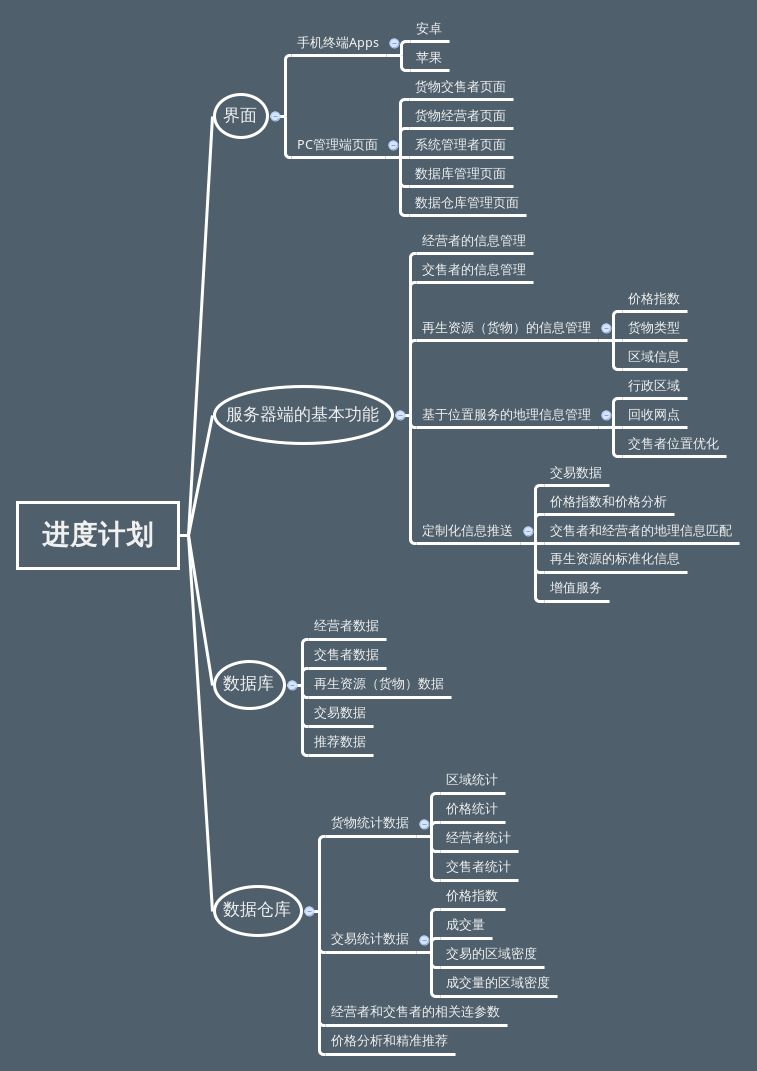 进度计划
界面
手机终端Apps
安卓
苹果
PC管理端页面
货物交售者页面
货物经营者页面
系统管理者页面
数据库管理页面
数据仓库管理页面
服务器端的基本功能
经营者的信息管理
交售者的信息管理
再生资源（货物）的信息管理
价格指数
货物类型
区域信息
基于位置服务的地理信息管理
行政区域
回收网点
交售者位置优化
定制化信息推送
交易数据
价格指数和价格分析
交售者和经营者的地理信息匹配
再生资源的标准化信息
增值服务
数据库
经营者数据
交售者数据
再生资源（货物）数据
交易数据
推荐数据
数据仓库
货物统计数据
区域统计
价格统计
经营者统计
交售者统计
交易统计数据
价格指数
成交量
交易的区域密度
成交量的区域密度
经营者和交售者的相关连参数
价格分析和精准推荐